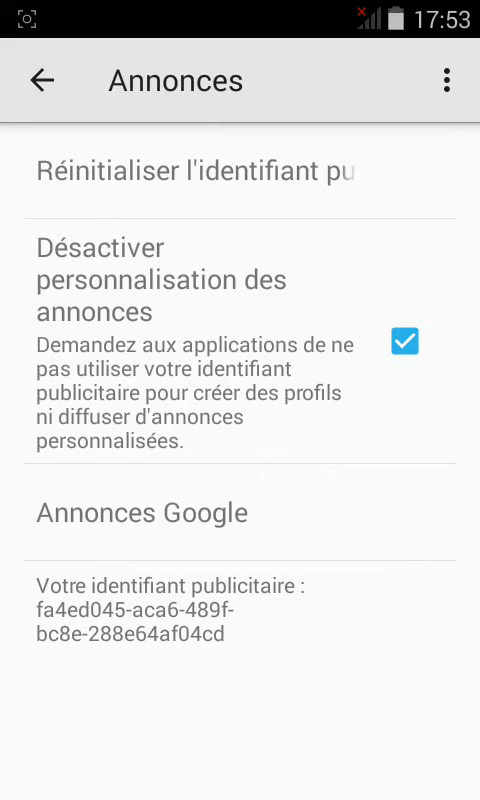 17:53
Annonces
Réinitialiser l'identifiant pu
Désactiver
personnalisation des
annonces
Demandez aux applications de ne
pas utiliser votre identifiant
publicitaire pour créer des profils
ni diffuser d'annonces
personnalisées.
Annonces Google
Votre identifiant publicitaire :
fa4ed045-aca6-489f-
bc8e-288e64af04cd